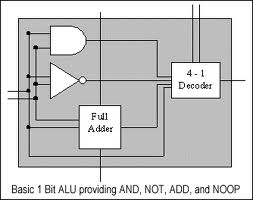 4 - 1
Decoder
Full
Adder
Basic 1 Bit ALU providing AND, NOT, ADD, and NOOP